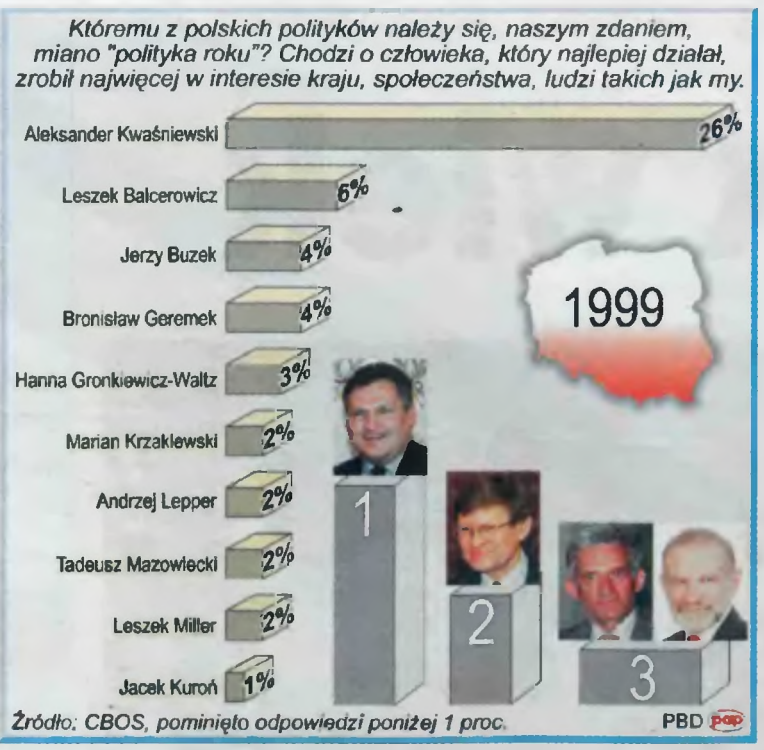 Któremu z polskich polityków należy się, naszym zdaniem,
miano "polityka roku"? Chodzi o człowieka, który najlepiej działał,
zrobił najwięcej w interesie kraju, społeczeństwa, ludzi takich jak my.
Aleksander Kwaśniewski 26%
Leszek Balcerowicz 6%
Jerzy Buzek 4%
Bronisław Geremek 4%
Hanna Gronkiewicz-Waltz 3%
Marian Krzaklewski 2%
Andrzej Lepper 2%
Tadeusz Mazowiecki 2%
Leszek Miller 2%
Jacek Kuroń 1%
1999
1
2
3
Źródło: CBOS, pominięto odpowiedzi poniżej 1 proc.
PBD pap